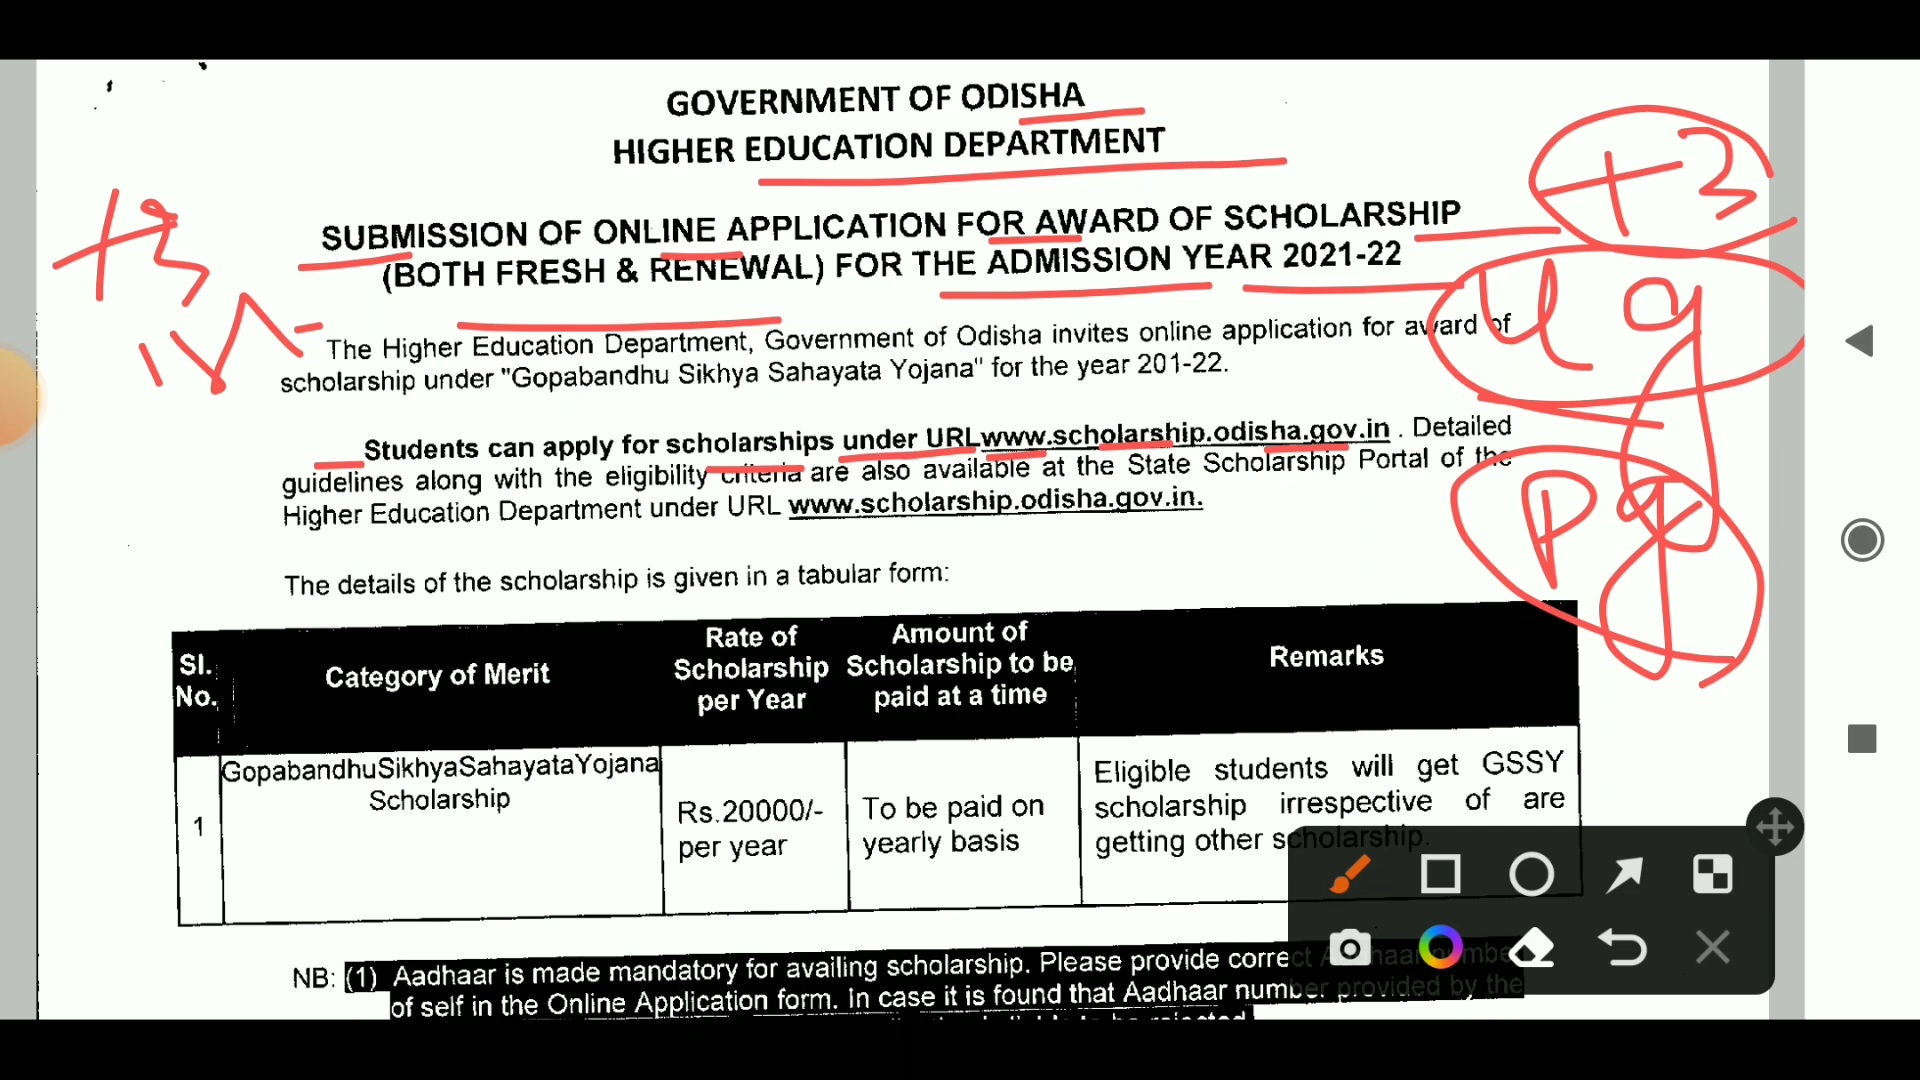 GOVERNMENT OF ODISHA
HIGHER EDUCATION DEPARTMENT
SUBMISSION OF ONLINE APPLICATION FOR AWARD OF SCHOLARSHIP
(BOTH FRESH & RENEWAL) FOR THE ADMISSION YEAR 2021-22
The Higher Education Department, Government of Odisha invites online application for award of
scholarship under "Gopabandhu Sikhya Sahayata Yojana" for the year 201-22.
Students can apply for scholarships under URLwww.scholarship.odisha.gov.in . Detailed
guidelines along with the eligibility criteria are also available at the State Scholarship Portal of the
Higher Education Department under URL www.scholarship.odisha.gov.in.
The details of the scholarship is given in a tabular form:
Sl. No. Category of Merit Rate of Scholarship per Year Amount of Scholarship to be paid at a time Remarks
1 GopabandhuSikhyaSahayataYojana Scholarship Rs.20000/- per year To be paid on yearly basis Eligible students will get GSSY scholarship irrespective of are getting other scholarship.
NB: (1) Aadhaar is made mandatory for availing scholarship. Please provide correct Aadhaar number
of self in the Online Application form. In case it is found that Aadhaar number provided by the
+3
+3
ug
pg